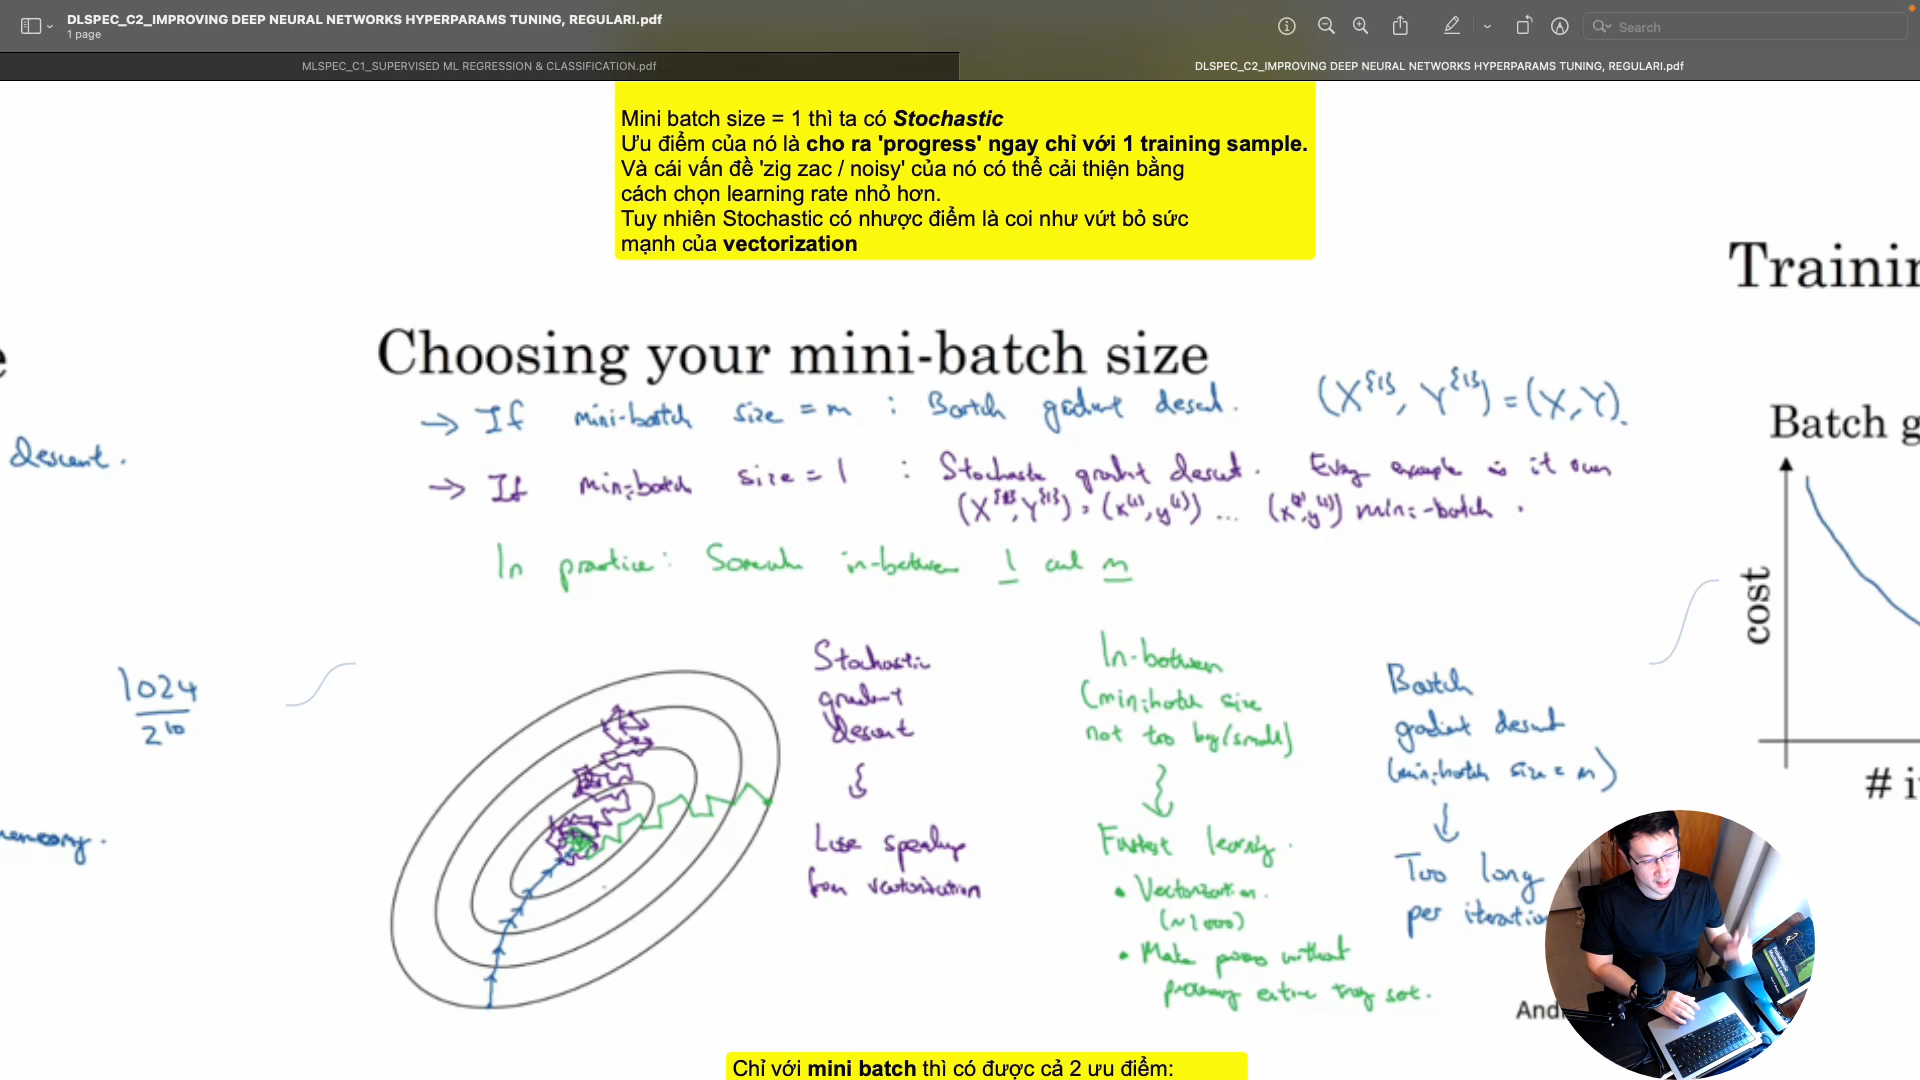 DLSPEC_C2_IMPROVING DEEP NEURAL NETWORKS HYPERPARAMS TUNING, REGULARI.pdf
1 page
Search
MLSPEC_C1_SUPERVISED ML REGRESSION & CLASSIFICATION.pdf
DLSPEC_C2_IMPROVING DEEP NEURAL NETWORKS HYPERPARAMS TUNING, REGULARI.pdf
Mini batch size = 1 thì ta có Stochastic
Ưu điểm của nó là cho ra 'progress' ngay chỉ với 1 training sample.
Và cái vấn đề 'zig zac / noisy' của nó có thể cải thiện bằng
cách chọn learning rate nhỏ hơn.
Tuy nhiên Stochastic có nhược điểm là coi như vứt bỏ sức
mạnh của vectorization
Trainin
e
Choosing your mini-batch size
→ If mini-batch size = m : Batch gradient descent. (X{1}, Y{1}) = (X, Y).
descent.
→ If mini-batch size = 1 : Stochastic gradient descent. Every example is it own
(X{1}, Y{1}) = (x(1), y(1)) ... mini-batch.
In practice: Somewhere in-between 1 and m
Batch g
cost
# i
1024
2^10
memory.
Stochastic
gradient
descent
Lose speedup
from vectorization
In-between
(mini-batch size
not too big/small)
Fastest learning.
• Vectorization.
(~1000)
• Make progress without
processing entire training set.
Batch
gradient descent
(mini-batch size = m)
Too long
per iteration
And
Chỉ với mini batch thì có được cả 2 ưu điểm: